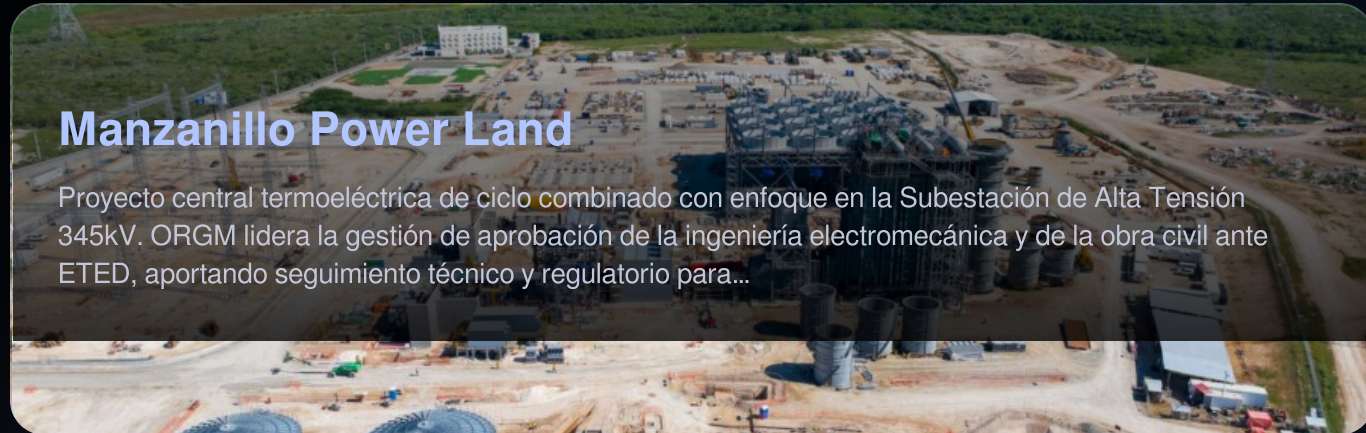 Manzanillo Power Land
Proyecto central termoeléctrica de ciclo combinado con enfoque en la Subestación de Alta Tensión
345kV. ORGM lidera la gestión de aprobación de la ingeniería electromecánica y de la obra civil ante
ETED, aportando seguimiento técnico y regulatorio para...